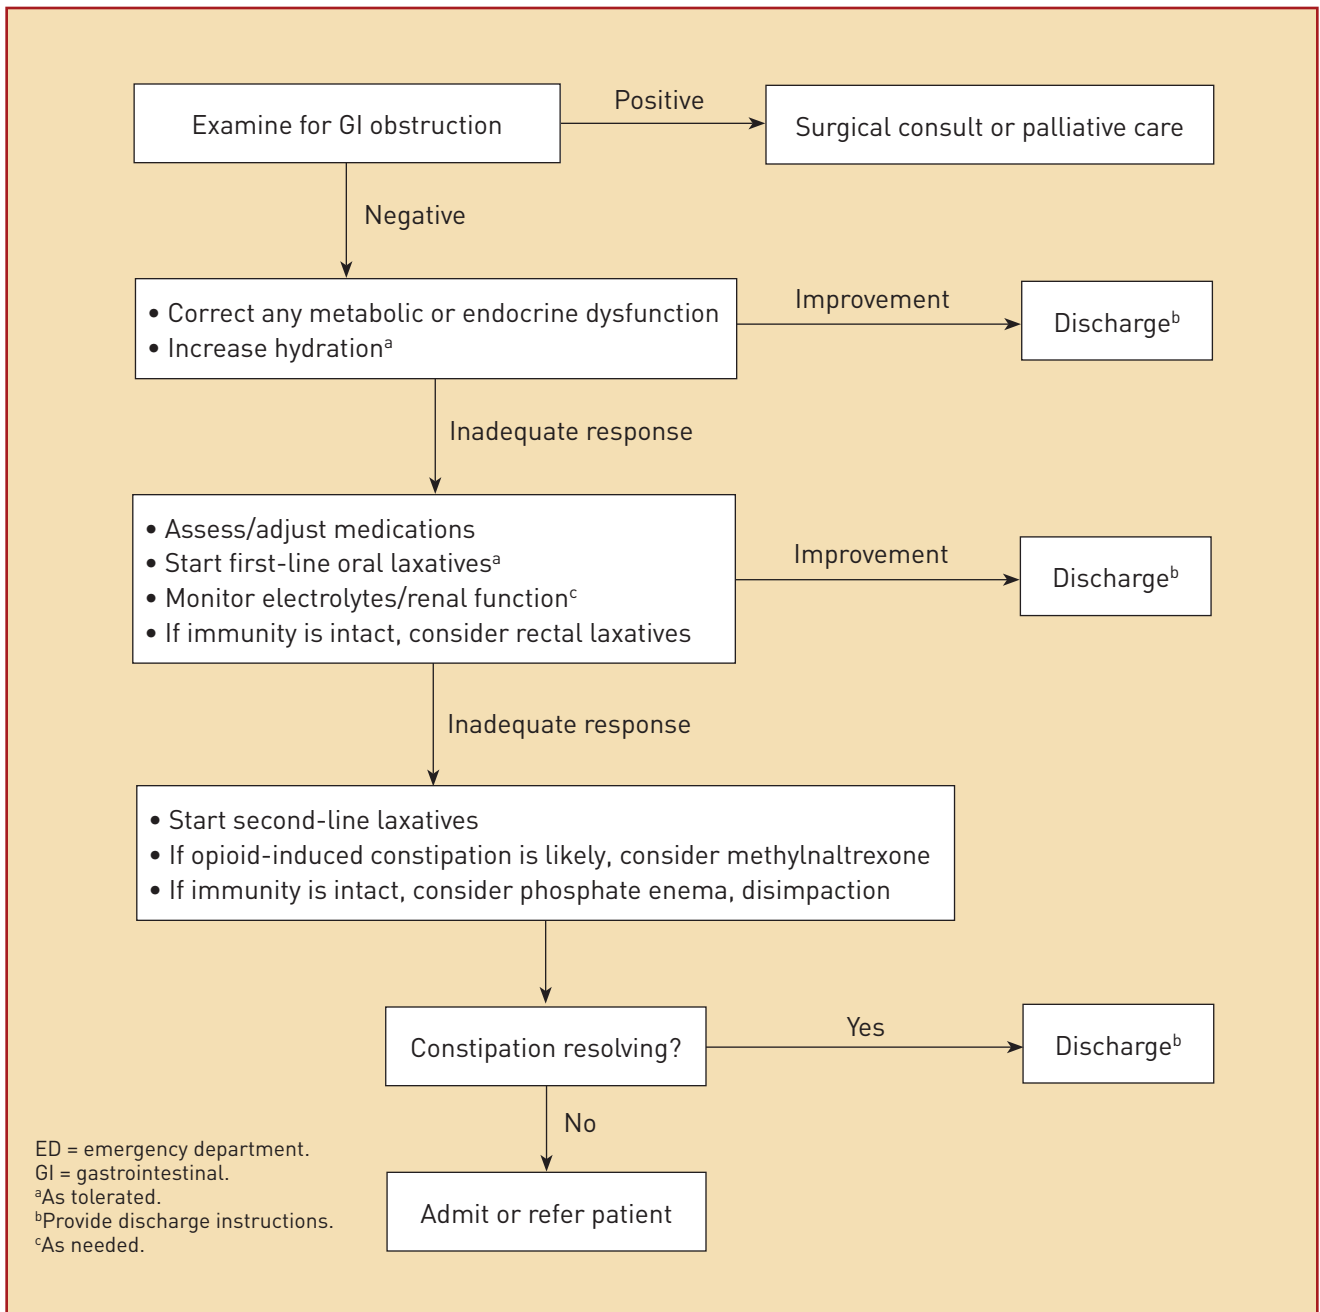 Examine for GI obstruction
Positive
Surgical consult or palliative care
Negative
• Correct any metabolic or endocrine dysfunction
• Increase hydrationᵃ
Improvement
Dischargeᵇ
Inadequate response
• Assess/adjust medications
• Start first-line oral laxativesᵃ
• Monitor electrolytes/renal functionᶜ
• If immunity is intact, consider rectal laxatives
Improvement
Dischargeᵇ
Inadequate response
• Start second-line laxatives
• If opioid-induced constipation is likely, consider methylnaltrexone
• If immunity is intact, consider phosphate enema, disimpaction
Constipation resolving?
Yes
Dischargeᵇ
No
Admit or refer patient
ED = emergency department.
GI = gastrointestinal.
ᵃAs tolerated.
ᵇProvide discharge instructions.
ᶜAs needed.